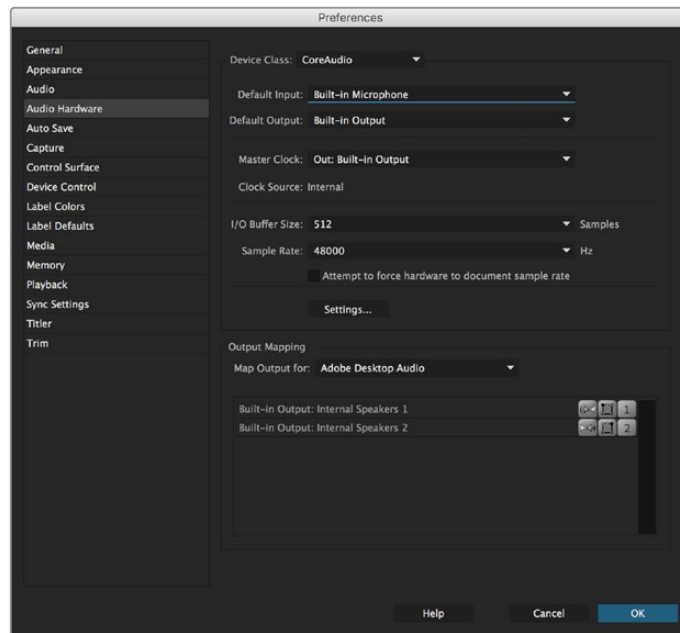 Preferences
General
Appearance
Audio
Audio Hardware
Auto Save
Capture
Control Surface
Device Control
Label Colors
Label Defaults
Media
Memory
Playback
Sync Settings
Titler
Trim
Device Class: CoreAudio
Default Input: Built-in Microphone
Default Output: Built-in Output
Master Clock: Out: Built-in Output
Clock Source: Internal
I/O Buffer Size: 512 Samples
Sample Rate: 48000 Hz
Attempt to force hardware to document sample rate
Settings...
Output Mapping
Map Output for: Adobe Desktop Audio
Built-in Output: Internal Speakers 1 1
Built-in Output: Internal Speakers 2 2
Help Cancel OK